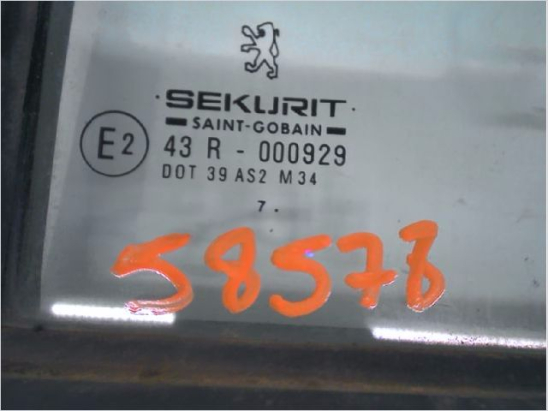 · SEKURIT ·
SAINT-GOBAIN
E2
43 R - 000929
DOT 39 AS2 M34
7 .
58578